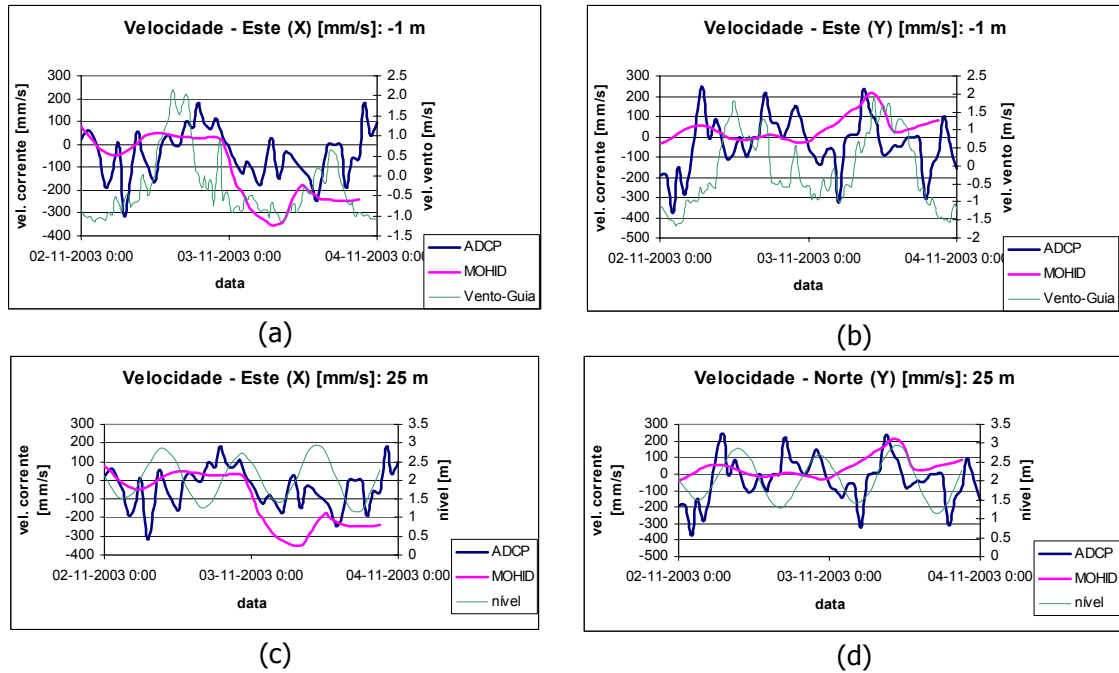 Velocidade - Este (X) [mm/s]: -1 m
300
200
100
0
-100
-200
-300
-400
vel. corrente [mm/s]
2.5
2.0
1.5
1.0
0.5
0.0
-0.5
-1.0
-1.5
vel. vento [m/s]
02-11-2003 0:00 03-11-2003 0:00 04-11-2003 0:00
data
ADCP
MOHID
Vento-Guia
(a)
Velocidade - Este (Y) [mm/s]: -1 m
300
200
100
0
-100
-200
-300
-400
-500
vel. corrente [mm/s]
2.5
2
1.5
1
0.5
0
-0.5
-1
-1.5
-2
vel. vento [m/s]
02-11-2003 0:00 03-11-2003 0:00 04-11-2003 0:00
data
ADCP
MOHID
Vento-Guia
(b)
Velocidade - Este (X) [mm/s]: 25 m
300
200
100
0
-100
-200
-300
-400
vel. corrente
[mm/s]
3.5
3
2.5
2
1.5
1
0.5
0
nível [m]
02-11-2003 0:00 03-11-2003 0:00 04-11-2003 0:00
data
ADCP
MOHID
nível
(c)
Velocidade - Norte (Y) [mm/s]: 25 m
300
200
100
0
-100
-200
-300
-400
-500
vel. corrente
[mm/s]
3.5
3
2.5
2
1.5
1
0.5
0
nível [m]
02-11-2003 0:00 03-11-2003 0:00 04-11-2003 0:00
data
ADCP
MOHID
nível
(d)